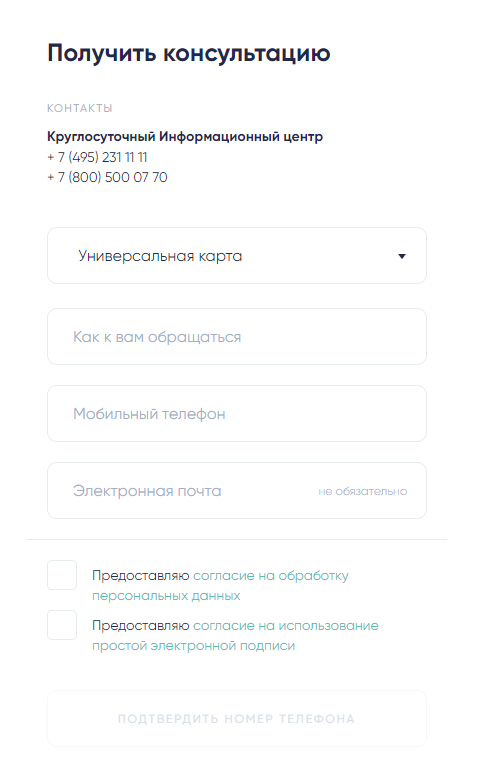 Получить консультацию
КОНТАКТЫ
Круглосуточный Информационный центр
+ 7 (495) 231 11 11
+ 7 (800) 500 07 70
Универсальная карта
Как к вам обращаться
Мобильный телефон
Электронная почта не обязательно
Предоставляю согласие на обработку
персональных данных
Предоставляю согласие на использование
простой электронной подписи
ПОДТВЕРДИТЬ НОМЕР ТЕЛЕФОНА